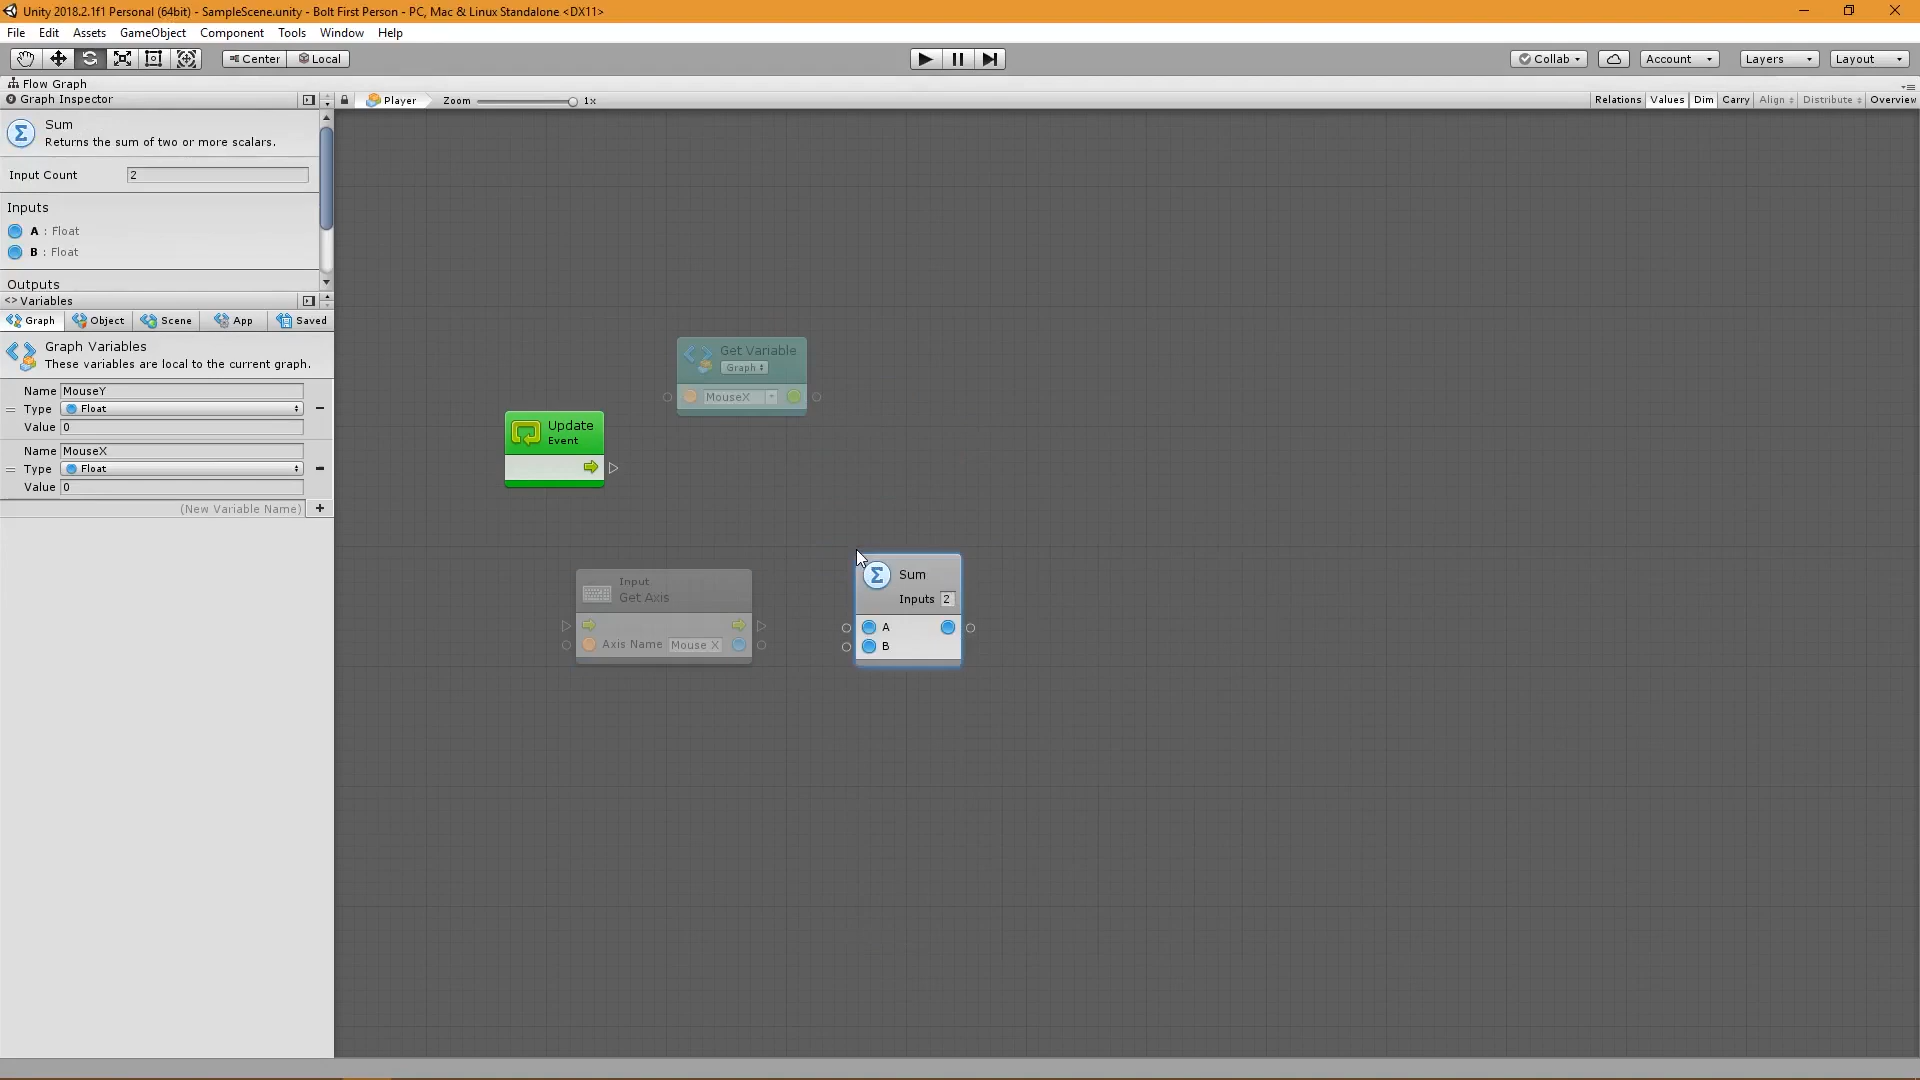 Unity 2018.2.1f1 Personal (64bit) - SampleScene.unity - Bolt First Person - PC, Mac & Linux Standalone <DX11>
File Edit Assets GameObject Component Tools Window Help
Center Local Collab Account Layers Layout
Flow Graph
Graph Inspector
Player Zoom 1x Relations Values Dim Carry Align Distribute Overview
Sum
Returns the sum of two or more scalars.
Input Count 2
Inputs
A : Float
B : Float
Outputs
<> Variables
Graph Object Scene App Saved
Graph Variables
These variables are local to the current graph.
Name MouseY
Type Float
Value 0
Name MouseX
Type Float
Value 0
(New Variable Name) +
Get Variable
Graph
MouseX
Update
Event
Input
Get Axis
Axis Name Mouse X
Sum
Inputs 2
A
B